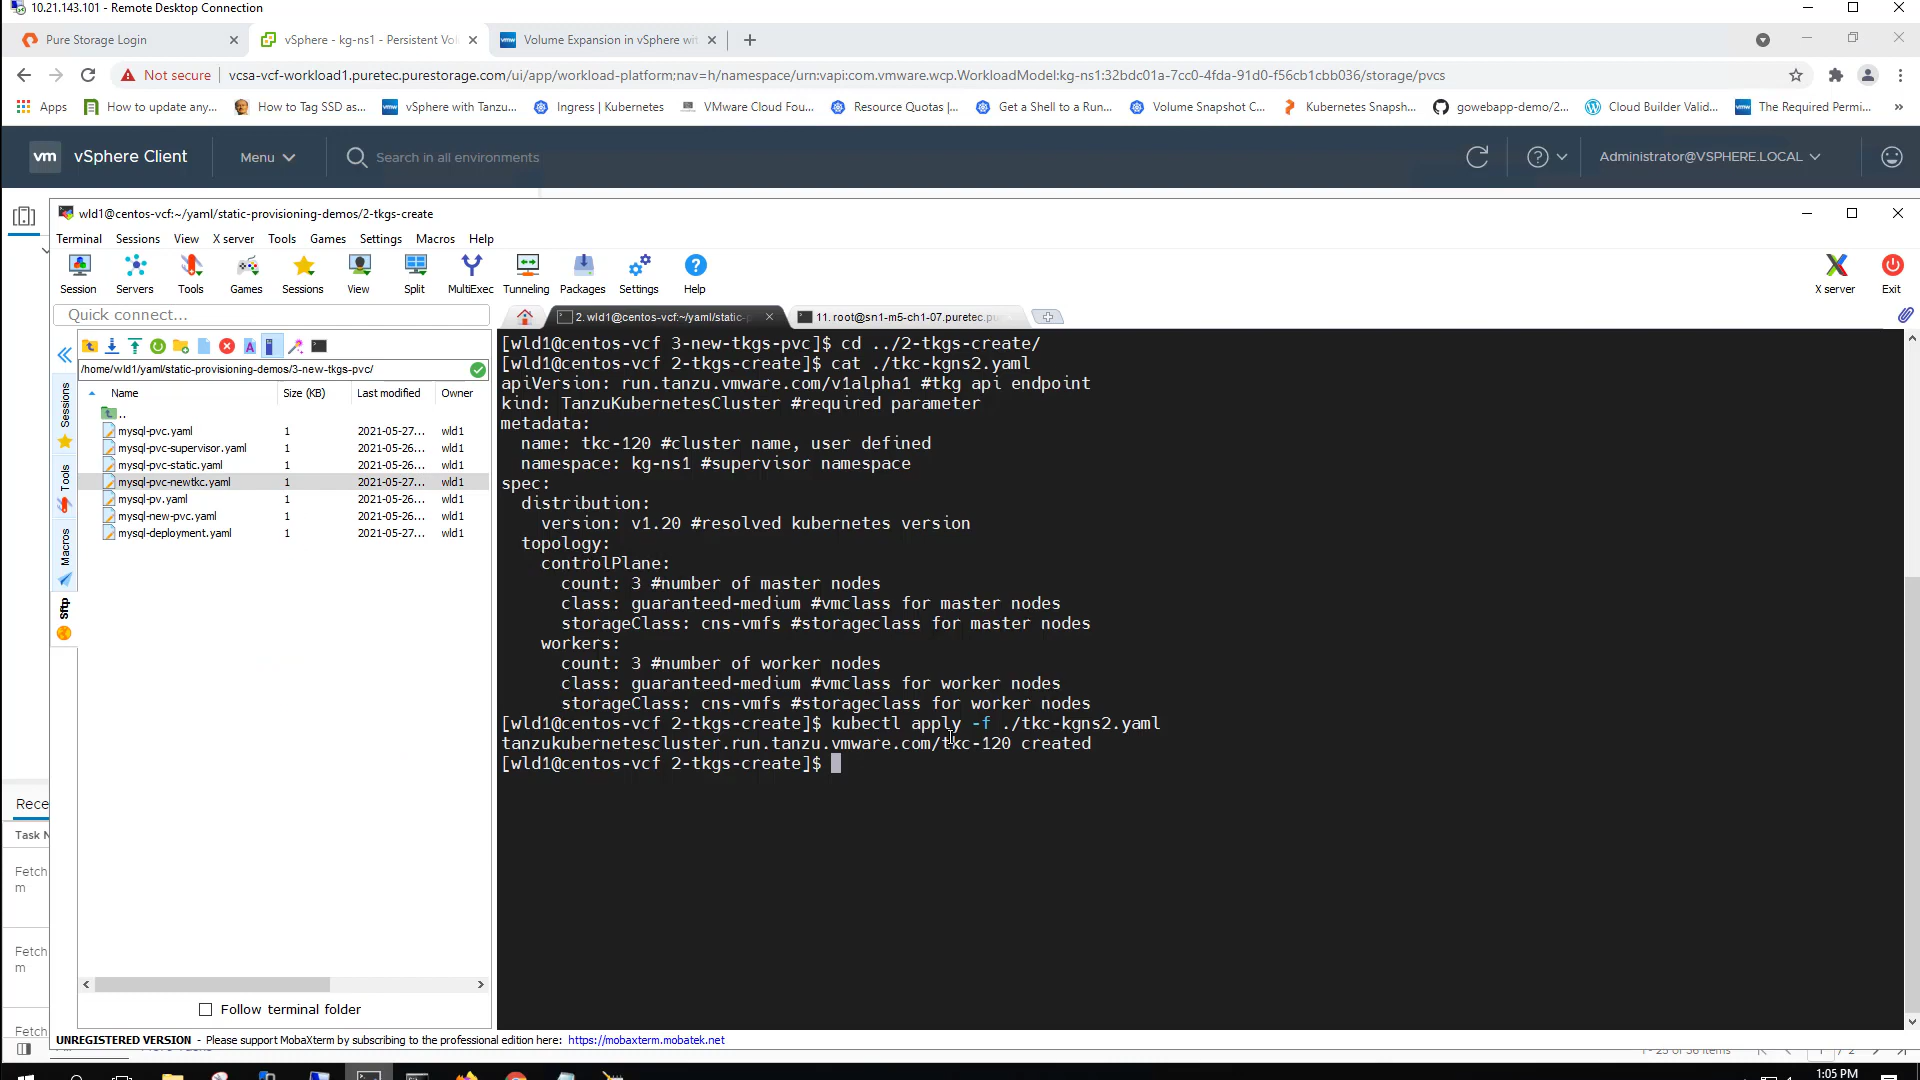 10.21.143.101 - Remote Desktop Connection
Pure Storage Login
vSphere - kg-ns1 - Persistent Vol
Volume Expansion in vSphere wit
Not secure
vcsa-vcf-workload1.puretec.purestorage.com/ui/app/workload-platform;nav=h/namespace/urn:vapi:com.vmware.wcp.WorkloadModel:kg-ns1:32bdc01a-7cc0-4fda-91d0-f56cb1cbb036/storage/pvcs
Apps
How to update any...
How to Tag SSD as...
vSphere with Tanzu...
Ingress | Kubernetes
VMware Cloud Fou...
Resource Quotas |...
Get a Shell to a Run...
Volume Snapshot C...
Kubernetes Snapsh...
gowebapp-demo/2...
Cloud Builder Valid...
The Required Permi...
vm vSphere Client
Menu
Search in all environments
Administrator@VSPHERE.LOCAL
wld1@centos-vcf:~/yaml/static-provisioning-demos/2-tkgs-create
Terminal Sessions View X server Tools Games Settings Macros Help
Session Servers Tools Games Sessions View Split MultiExec Tunneling Packages Settings Help X server Exit
Quick connect...
2. wld1@centos-vcf:~/yaml/static-p
11. root@sn1-m5-ch1-07.puretec.pu
/home/wld1/yaml/static-provisioning-demos/3-new-tkgs-pvc/
Name Size (KB) Last modified Owner
..
mysql-pvc.yaml 1 2021-05-27... wld1
mysql-pvc-supervisor.yaml 1 2021-05-26... wld1
mysql-pvc-static.yaml 1 2021-05-26... wld1
mysql-pvc-newtkc.yaml 1 2021-05-27... wld1
mysql-pv.yaml 1 2021-05-26... wld1
mysql-new-pvc.yaml 1 2021-05-26... wld1
mysql-deployment.yaml 1 2021-05-27... wld1
Sessions
Tools
Macros
Sftp
[wld1@centos-vcf 3-new-tkgs-pvc]$ cd ../2-tkgs-create/
[wld1@centos-vcf 2-tkgs-create]$ cat ./tkc-kgns2.yaml
apiVersion: run.tanzu.vmware.com/v1alpha1 #tkg api endpoint
kind: TanzuKubernetesCluster #required parameter
metadata:
name: tkc-120 #cluster name, user defined
namespace: kg-ns1 #supervisor namespace
spec:
distribution:
version: v1.20 #resolved kubernetes version
topology:
controlPlane:
count: 3 #number of master nodes
class: guaranteed-medium #vmclass for master nodes
storageClass: cns-vmfs #storageclass for master nodes
workers:
count: 3 #number of worker nodes
class: guaranteed-medium #vmclass for worker nodes
storageClass: cns-vmfs #storageclass for worker nodes
[wld1@centos-vcf 2-tkgs-create]$ kubectl apply -f ./tkc-kgns2.yaml
tanzukubernetescluster.run.tanzu.vmware.com/tkc-120 created
[wld1@centos-vcf 2-tkgs-create]$
Rece
Task N
Fetch
m
Fetch
m
Fetch
Follow terminal folder
UNREGISTERED VERSION - Please support MobaXterm by subscribing to the professional edition here: https://mobaxterm.mobatek.net
1:05 PM